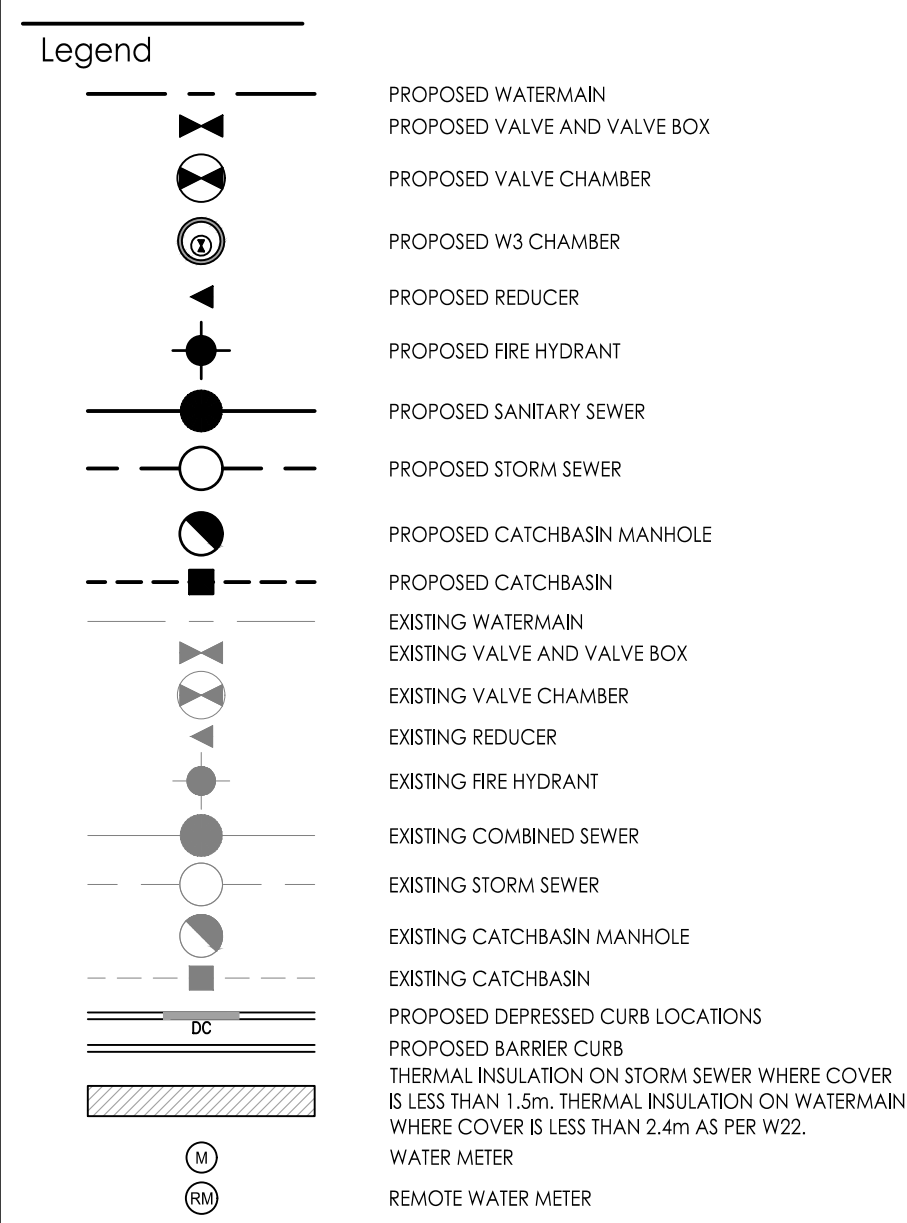 Legend
PROPOSED WATERMAIN
PROPOSED VALVE AND VALVE BOX
PROPOSED VALVE CHAMBER
PROPOSED W3 CHAMBER
PROPOSED REDUCER
PROPOSED FIRE HYDRANT
PROPOSED SANITARY SEWER
PROPOSED STORM SEWER
PROPOSED CATCHBASIN MANHOLE
PROPOSED CATCHBASIN
EXISTING WATERMAIN
EXISTING VALVE AND VALVE BOX
EXISTING VALVE CHAMBER
EXISTING REDUCER
EXISTING FIRE HYDRANT
EXISTING COMBINED SEWER
EXISTING STORM SEWER
EXISTING CATCHBASIN MANHOLE
EXISTING CATCHBASIN
DC PROPOSED DEPRESSED CURB LOCATIONS
PROPOSED BARRIER CURB
THERMAL INSULATION ON STORM SEWER WHERE COVER
IS LESS THAN 1.5m. THERMAL INSULATION ON WATERMAIN
WHERE COVER IS LESS THAN 2.4m AS PER W22.
M WATER METER
RM REMOTE WATER METER